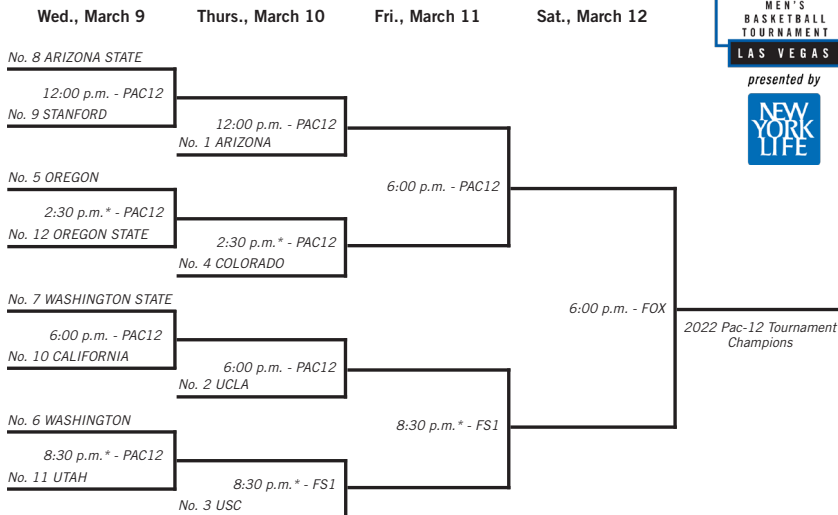 MEN'S
BASKETBALL
TOURNAMENT
LAS VEGAS
presented by
NEW
YORK
LIFE
Wed., March 9
Thurs., March 10
Fri., March 11
Sat., March 12
No. 8 ARIZONA STATE
12:00 p.m. - PAC12
No. 9 STANFORD
12:00 p.m. - PAC12
No. 1 ARIZONA
No. 5 OREGON
2:30 p.m.* - PAC12
No. 12 OREGON STATE
2:30 p.m.* - PAC12
No. 4 COLORADO
6:00 p.m. - PAC12
No. 7 WASHINGTON STATE
6:00 p.m. - PAC12
No. 10 CALIFORNIA
6:00 p.m. - PAC12
No. 2 UCLA
No. 6 WASHINGTON
8:30 p.m.* - PAC12
No. 11 UTAH
8:30 p.m.* - FS1
No. 3 USC
8:30 p.m.* - FS1
6:00 p.m. - FOX
2022 Pac-12 Tournament
Champions